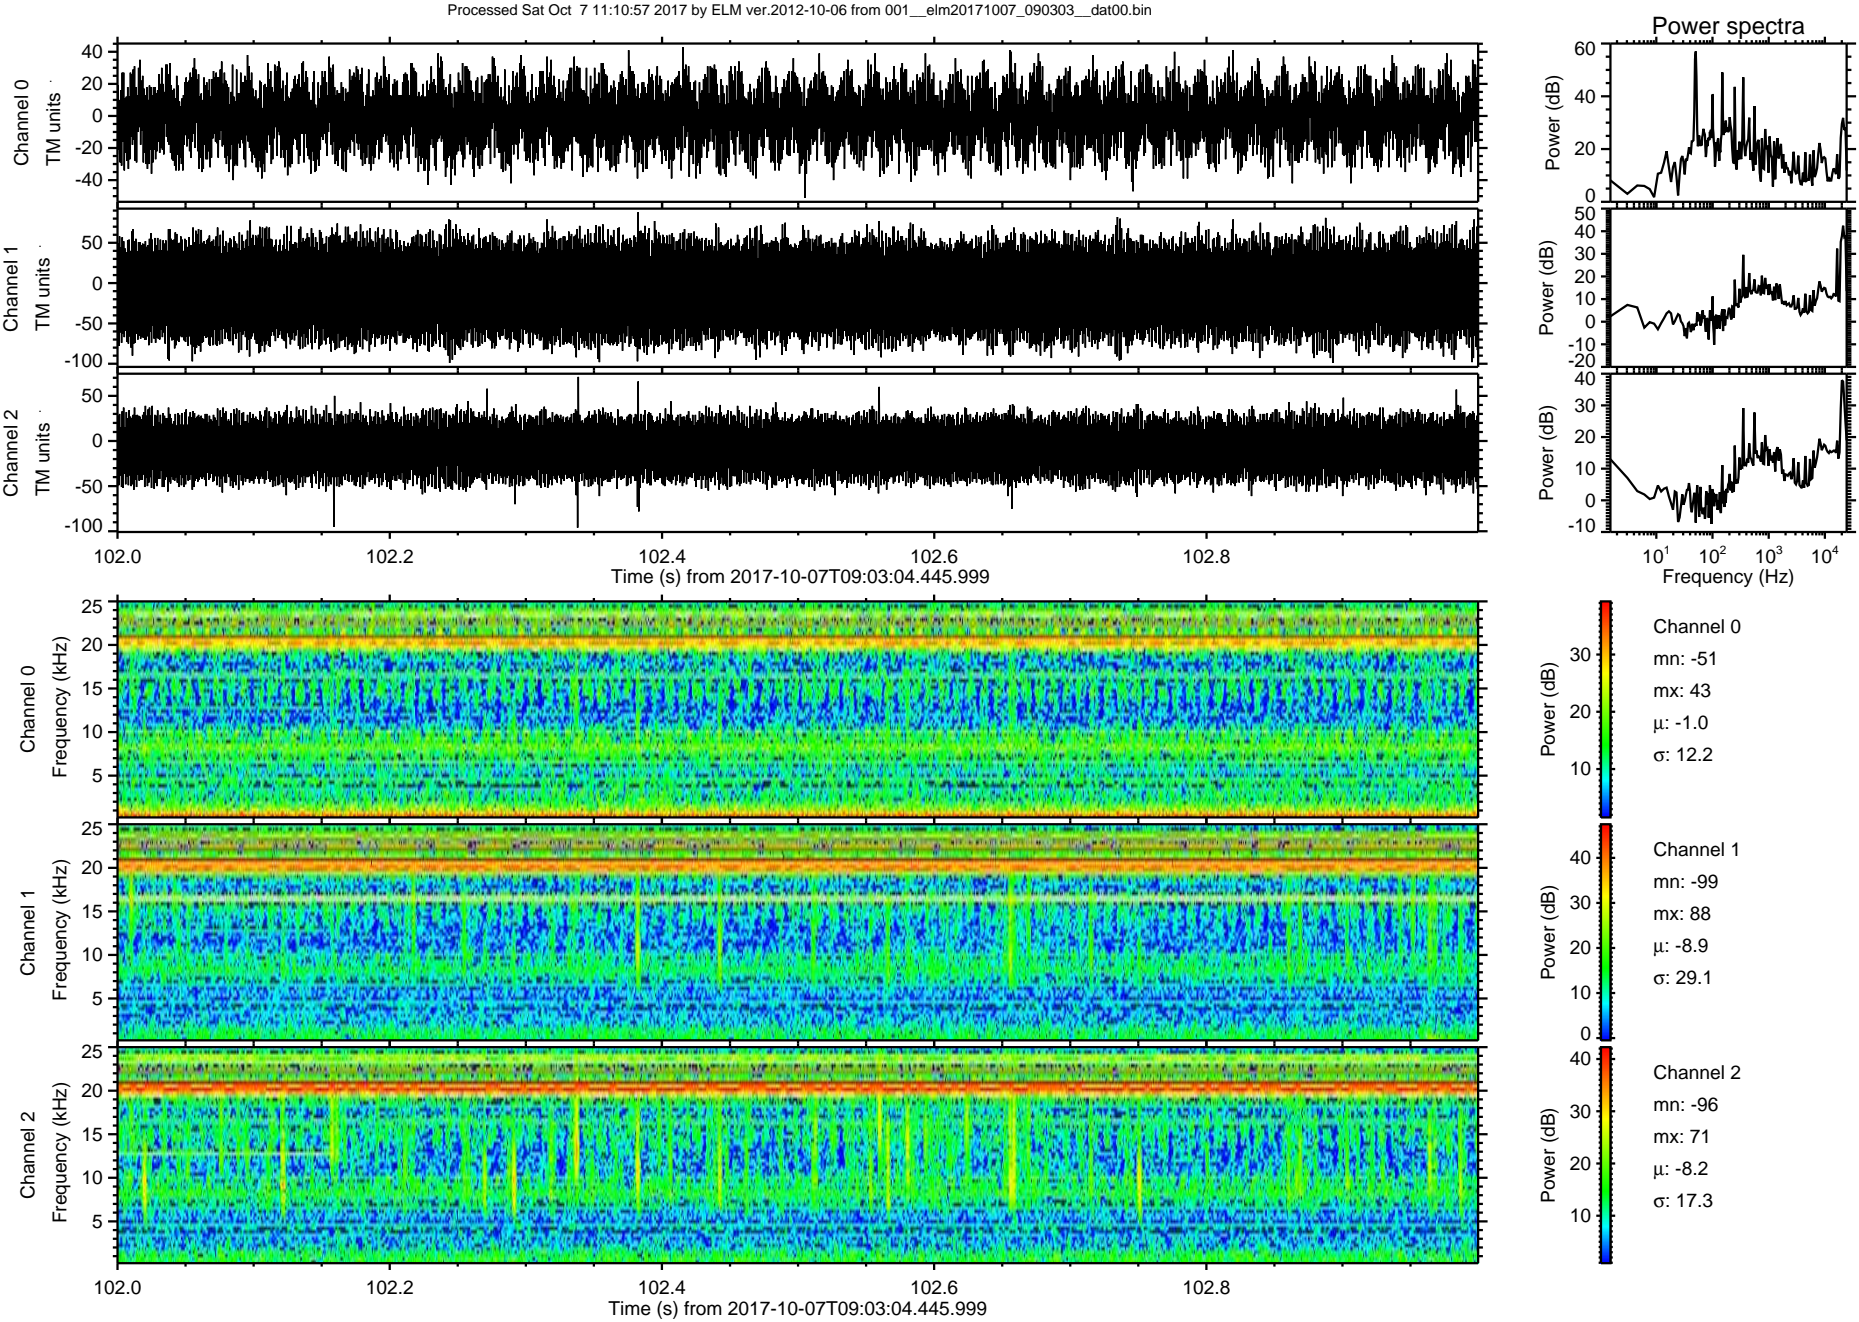 Processed Sat Oct 7 11:10:57 2017 by ELM ver.2012-10-06 from 001__elm20171007_090303__dat00.bin
Power spectra
Channel 0
TM units
40
20
0
-20
-40
Power (dB)
60
40
20
0
Channel 1
TM units
50
0
-50
-100
Power (dB)
50
40
30
20
10
0
-10
-20
Channel 2
TM units
50
0
-50
-100
Power (dB)
40
30
20
10
0
-10
102.0 102.2 102.4 102.6 102.8
Time (s) from 2017-10-07T09:03:04.445.999
10¹ 10² 10³ 10⁴
Frequency (Hz)
Channel 0
Frequency (kHz)
25
20
15
10
5
Power (dB)
30
20
10
Channel 0
mn: -51
mx: 43
μ: -1.0
σ: 12.2
Channel 1
Frequency (kHz)
25
20
15
10
5
Power (dB)
40
30
20
10
0
Channel 1
mn: -99
mx: 88
μ: -8.9
σ: 29.1
Channel 2
Frequency (kHz)
25
20
15
10
5
Power (dB)
40
30
20
10
Channel 2
mn: -96
mx: 71
μ: -8.2
σ: 17.3
102.0 102.2 102.4 102.6 102.8
Time (s) from 2017-10-07T09:03:04.445.999